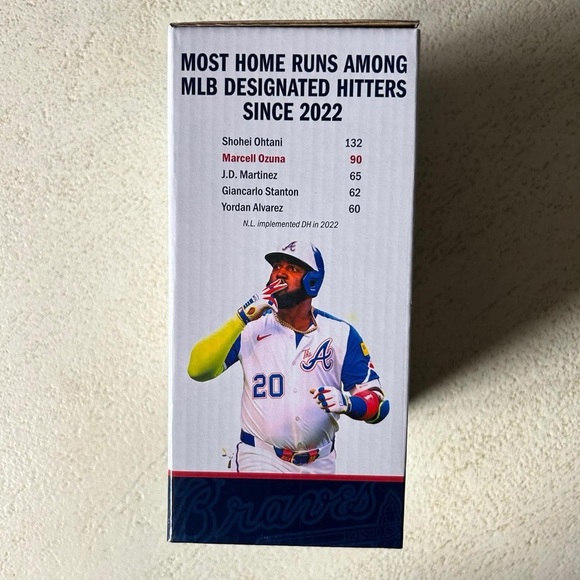 MOST HOME RUNS AMONG
MLB DESIGNATED HITTERS
SINCE 2022
Shohei Ohtani 132
Marcell Ozuna 90
J.D. Martinez 65
Giancarlo Stanton 62
Yordan Alvarez 60
N.L. implemented DH in 2022
A
The A
20
Braves